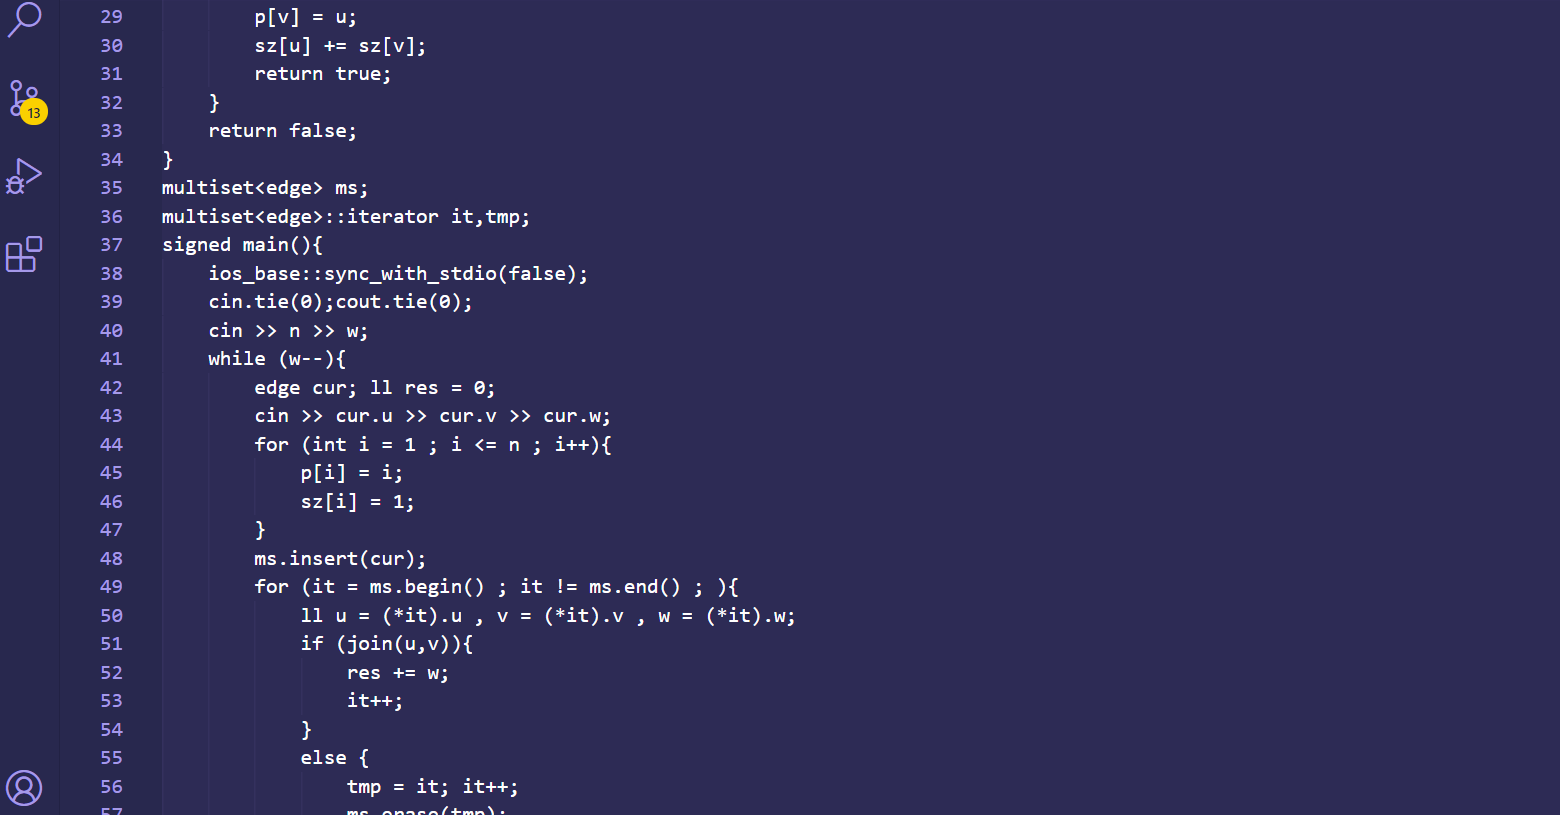 29 p[v] = u;
30 sz[u] += sz[v];
31 return true;
32 }
33 return false;
34 }
35 multiset<edge> ms;
36 multiset<edge>::iterator it,tmp;
37 signed main(){
38 ios_base::sync_with_stdio(false);
39 cin.tie(0);cout.tie(0);
40 cin >> n >> w;
41 while (w--){
42 edge cur; ll res = 0;
43 cin >> cur.u >> cur.v >> cur.w;
44 for (int i = 1 ; i <= n ; i++){
45 p[i] = i;
46 sz[i] = 1;
47 }
48 ms.insert(cur);
49 for (it = ms.begin() ; it != ms.end() ; ){
50 ll u = (*it).u , v = (*it).v , w = (*it).w;
51 if (join(u,v)){
52 res += w;
53 it++;
54 }
55 else {
56 tmp = it; it++;
57 ms.erase(tmp);
13